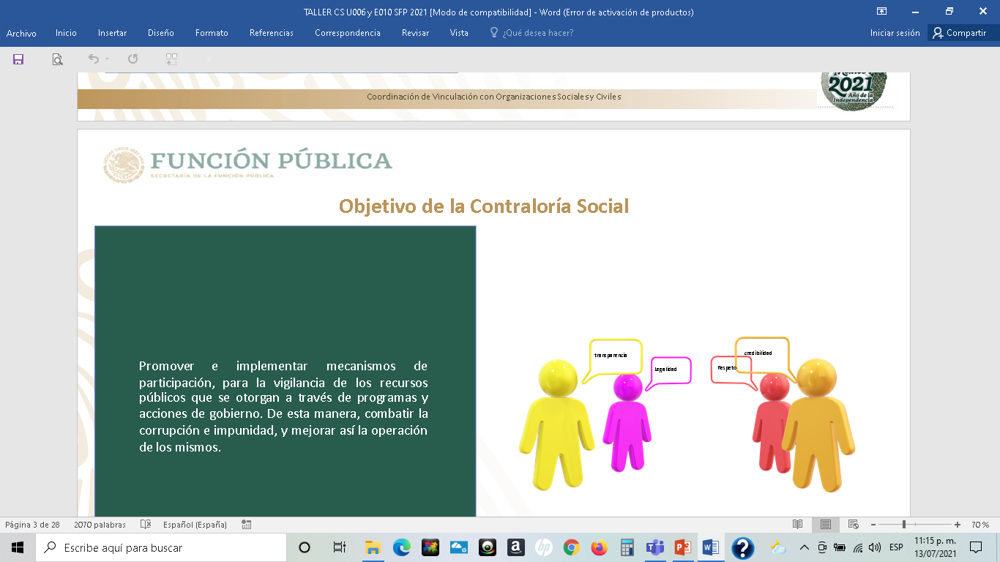 TALLER CS U006 y E010 SFP 2021 [Modo de compatibilidad] - Word (Error de activación de productos)
Archivo Inicio Insertar Diseño Formato Referencias Correspondencia Revisar Vista ¿Qué desea hacer? Iniciar sesión Compartir
2021
Año de la
Independencia
Coordinación de Vinculación con Organizaciones Sociales y Civiles
FUNCIÓN PÚBLICA
SECRETARÍA DE LA FUNCIÓN PÚBLICA
Objetivo de la Contraloría Social
Promover e implementar mecanismos de
participación, para la vigilancia de los recursos
públicos que se otorgan a través de programas y
acciones de gobierno. De esta manera, combatir la
corrupción e impunidad, y mejorar así la operación
de los mismos.
transparencia
Legalidad
Respeto
credibilidad
Página 3 de 28 2070 palabras Español (España) 70 %
Escribe aquí para buscar
ESP
11:15 p. m.
13/07/2021